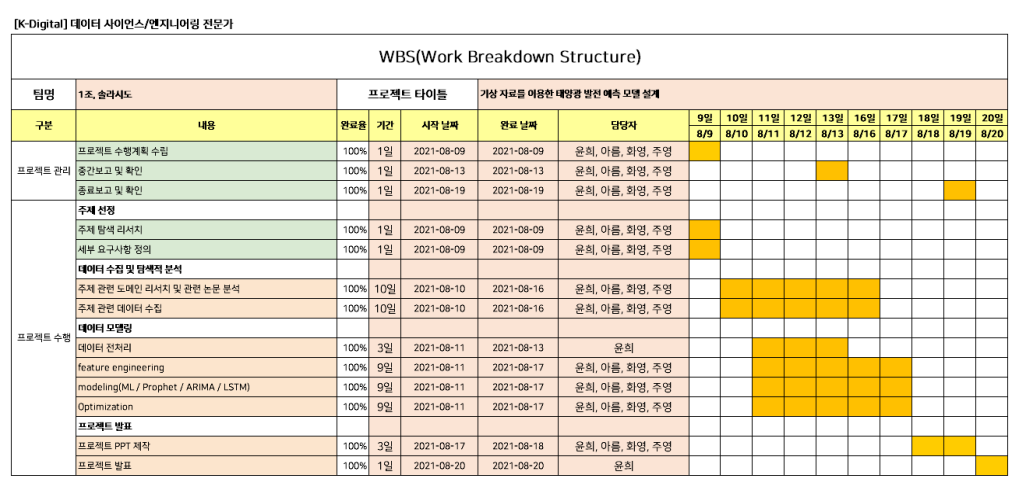 [K-Digital] 데이터 사이언스/엔지니어링 전문가
WBS(Work Breakdown Structure)
팀명 1조, 솔라시도 프로젝트 타이틀 기상 자료를 이용한 태양광 발전 예측 모델 설계
구분 내용 완료율 기간 시작 날짜 완료 날짜 담당자 9일 10일 11일 12일 13일 16일 17일 18일 19일 20일
8/9 8/10 8/11 8/12 8/13 8/16 8/17 8/18 8/19 8/20
프로젝트 관리
프로젝트 수행계획 수립 100% 1일 2021-08-09 2021-08-09 윤희, 아름, 화영, 주영
중간보고 및 확인 100% 1일 2021-08-13 2021-08-13 윤희, 아름, 화영, 주영
종료보고 및 확인 100% 1일 2021-08-19 2021-08-19 윤희, 아름, 화영, 주영
프로젝트 수행
주제 선정
주제 탐색 리서치 100% 1일 2021-08-09 2021-08-09 윤희, 아름, 화영, 주영
세부 요구사항 정의 100% 1일 2021-08-09 2021-08-09 윤희, 아름, 화영, 주영
데이터 수집 및 탐색적 분석
주제 관련 도메인 리서치 및 관련 논문 분석 100% 10일 2021-08-10 2021-08-16 윤희, 아름, 화영, 주영
주제 관련 데이터 수집 100% 10일 2021-08-10 2021-08-16 윤희, 아름, 화영, 주영
데이터 모델링
데이터 전처리 100% 3일 2021-08-11 2021-08-13 윤희
feature engineering 100% 9일 2021-08-11 2021-08-17 윤희, 아름, 화영, 주영
modeling(ML / Prophet / ARIMA / LSTM) 100% 9일 2021-08-11 2021-08-17 윤희, 아름, 화영, 주영
Optimization 100% 9일 2021-08-11 2021-08-17 윤희, 아름, 화영, 주영
프로젝트 발표
프로젝트 PPT 제작 100% 3일 2021-08-17 2021-08-18 윤희, 아름, 화영, 주영
프로젝트 발표 100% 1일 2021-08-20 2021-08-20 윤희